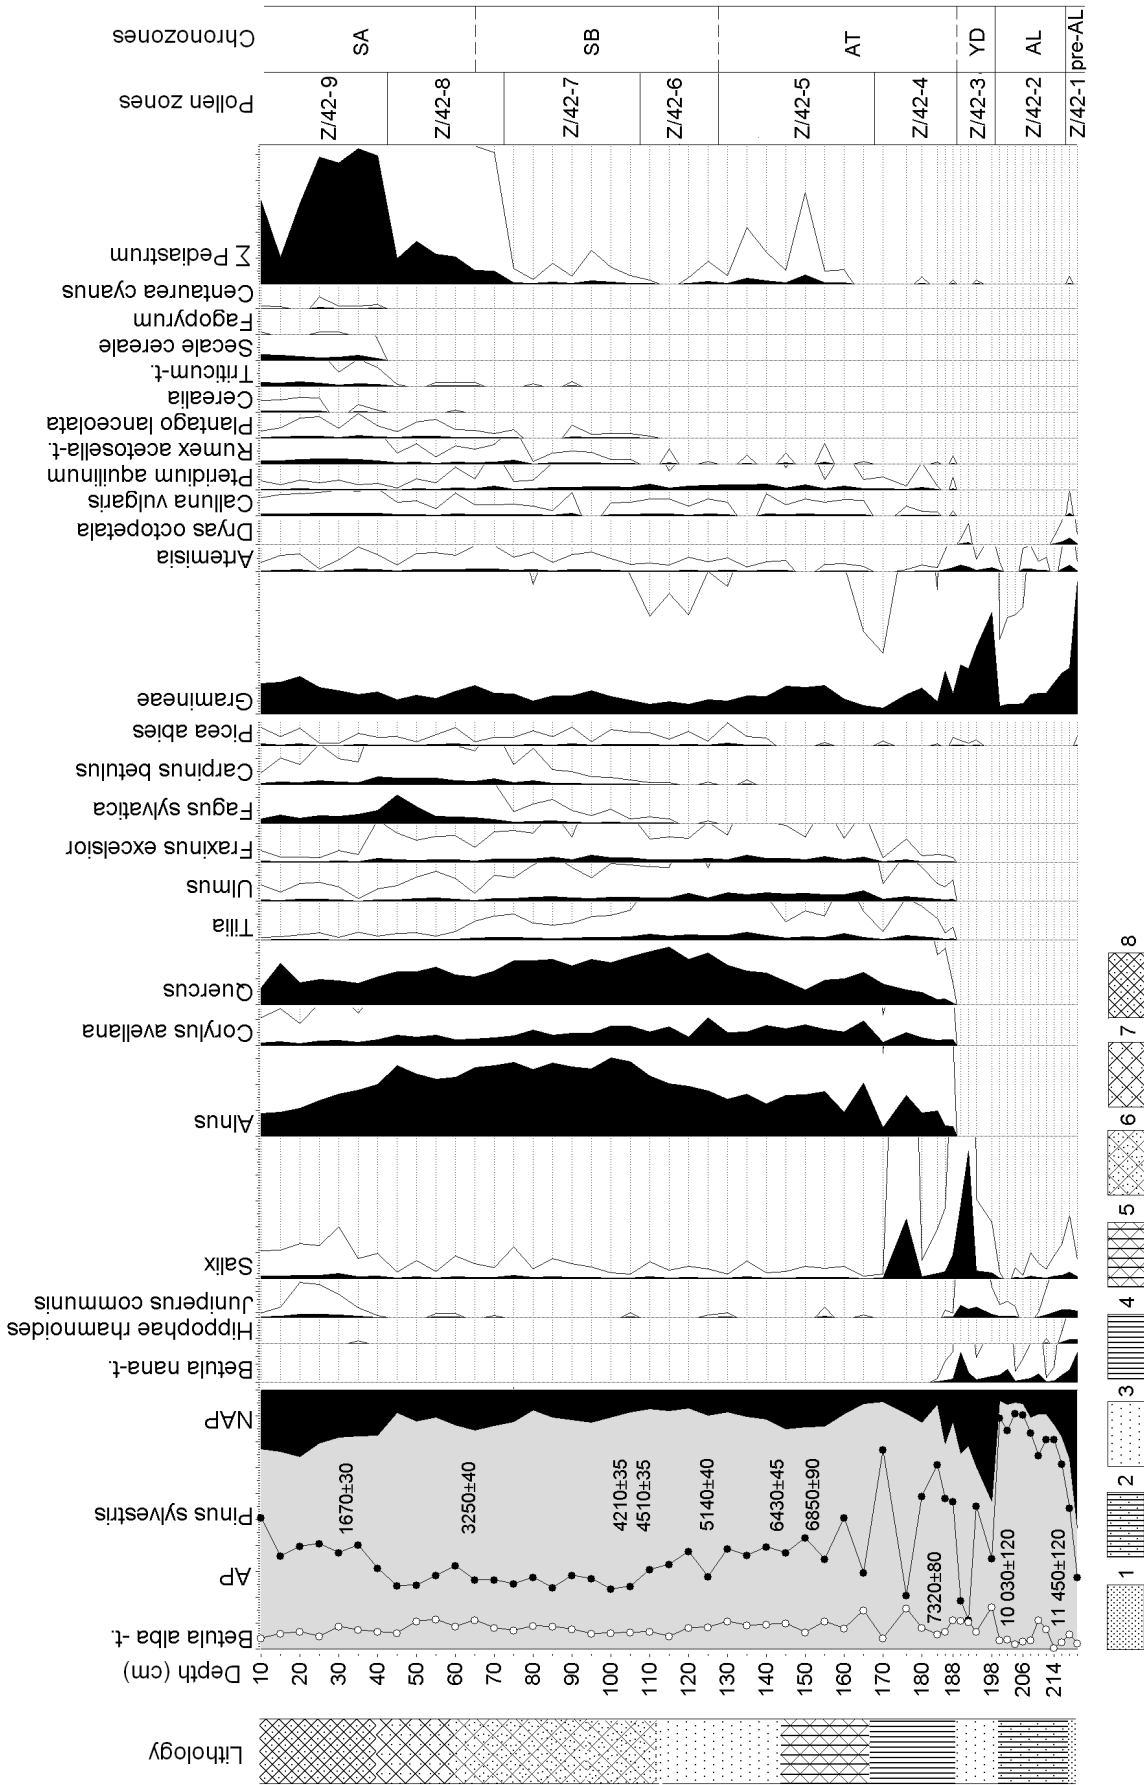 Lithology
Depth (cm)
Betula alba -t.
AP
Pinus sylvestris
NAP
Betula nana-t.
Hippophae rhamnoides
Juniperus communis
Salix
Alnus
Corylus avellana
Quercus
Tilia
Ulmus
Fraxinus excelsior
Fagus sylvatica
Carpinus betulus
Picea abies
Gramineae
Artemisia
Dryas octopetala
Calluna vulgaris
Pteridium aquilinum
Rumex acetosella-t.
Plantago lanceolata
Cerealia
Triticum-t.
Secale cereale
Fagopyrum
Centaurea cyanus
Σ Pediastrum
Pollen zones
Chronozones
10
20
30
40
50
60
70
80
90
100
110
120
130
140
150
160
170
180
188
198
206
214
1670±30
3250±40
4210±35
4510±35
5140±40
6430±45
6850±90
7320±80
10 030±120
11 450±120
Z/42-9
Z/42-8
Z/42-7
Z/42-6
Z/42-5
Z/42-4
Z/42-3
Z/42-2
Z/42-1
SA
SB
AT
YD
AL
pre-AL
1
2
3
4
5
6
7
8